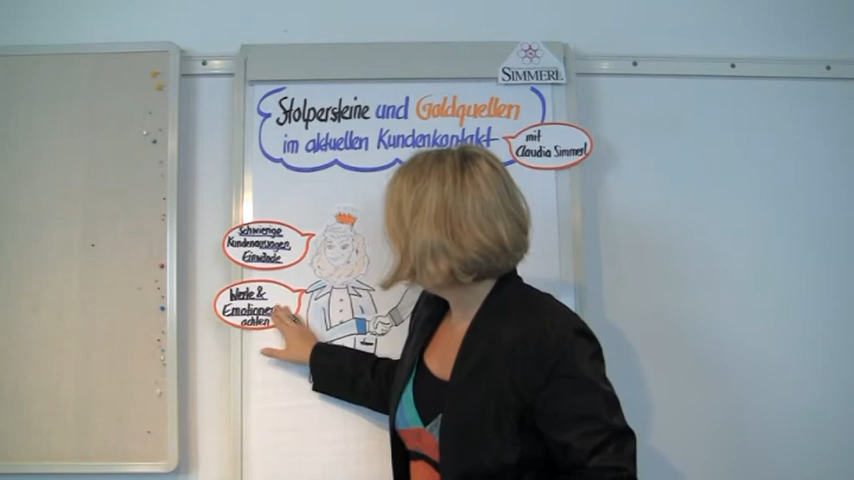 SIMMERL
Stolpersteine und Goldquellen
im aktuellen Kundenkontakt
mit
Claudia Simmerl
Schwierige
Kundenaussagen,
Einwände
Werte &
Emotionen
achten